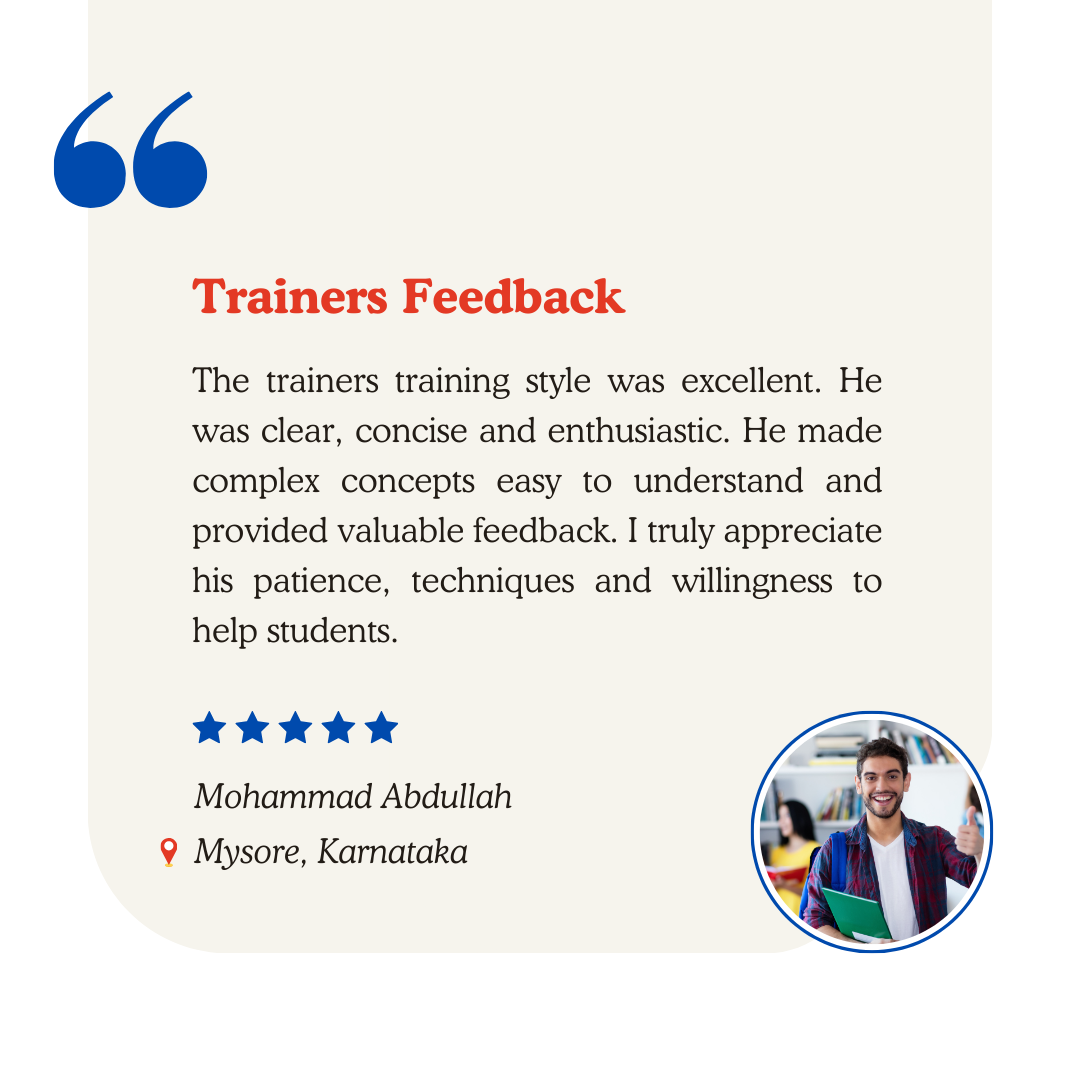 Trainers Feedback
The trainers training style was excellent. He
was clear, concise and enthusiastic. He made
complex concepts easy to understand and
provided valuable feedback. I truly appreciate
his patience, techniques and willingness to
help students.
Mohammad Abdullah
Mysore, Karnataka